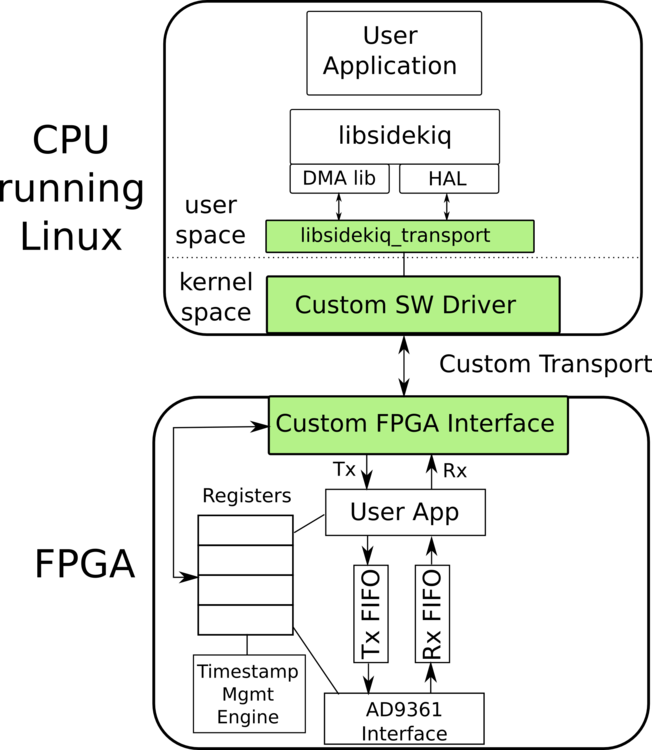 User
Application
CPU
running
Linux
libsidekiq
DMA lib
HAL
user
space
libsidekiq_transport
kernel
space
Custom SW Driver
Custom Transport
Custom FPGA Interface
Tx
Rx
Registers
User App
FPGA
Tx FIFO
Rx FIFO
Timestamp
Mgmt
Engine
AD9361
Interface